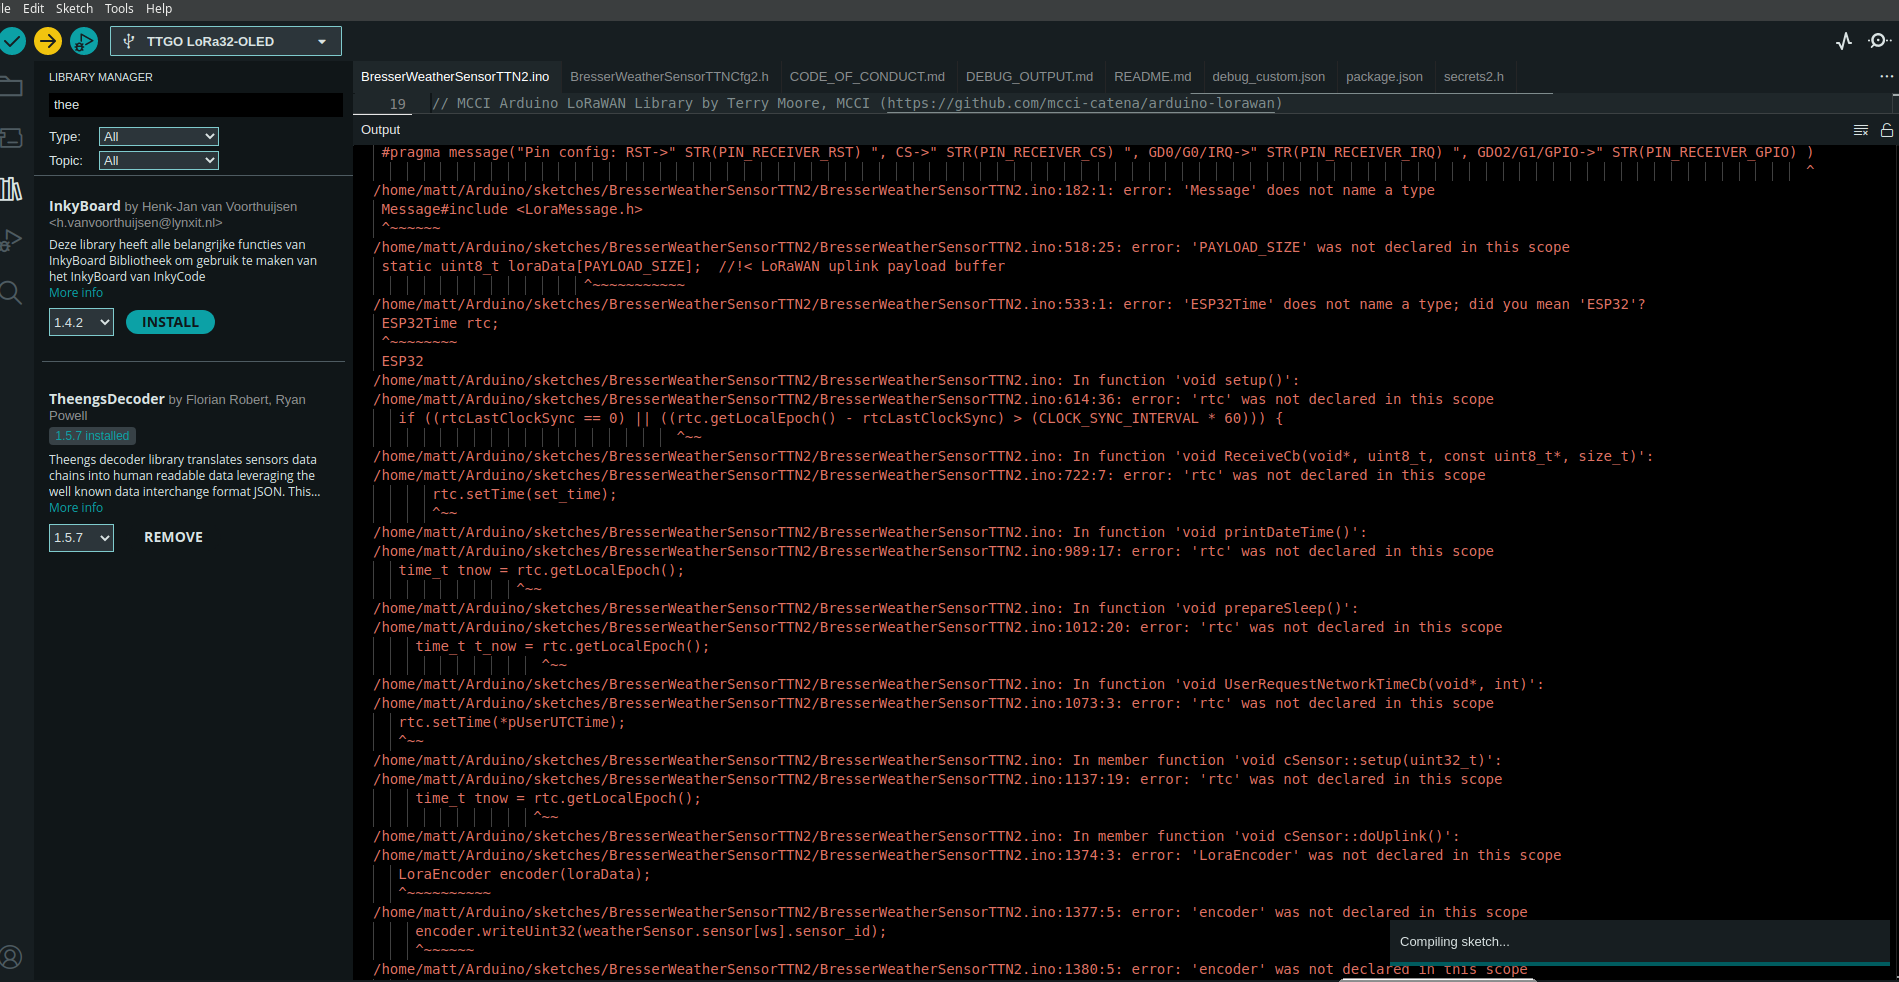 le Edit Sketch Tools Help
TTGO LoRa32-OLED
LIBRARY MANAGER
thee
Type: All
Topic: All
InkyBoard by Henk-Jan van Voorthuijsen
<h.vanvoorthuijsen@lynxit.nl>
Deze library heeft alle belangrijke functies van
InkyBoard Bibliotheek om gebruik te maken van
het InkyBoard van InkyCode
More info
1.4.2 INSTALL
TheengsDecoder by Florian Robert, Ryan
Powell
1.5.7 installed
Theengs decoder library translates sensors data
chains into human readable data leveraging the
well known data interchange format JSON. This...
More info
1.5.7 REMOVE
BresserWeatherSensorTTN2.ino BresserWeatherSensorTTNCfg2.h CODE_OF_CONDUCT.md DEBUG_OUTPUT.md README.md debug_custom.json package.json secrets2.h ...
19 // MCCI Arduino LoRaWAN Library by Terry Moore, MCCI (https://github.com/mcci-catena/arduino-lorawan)
Output
#pragma message("Pin config: RST->" STR(PIN_RECEIVER_RST) ", CS->" STR(PIN_RECEIVER_CS) ", GD0/G0/IRQ->" STR(PIN_RECEIVER_IRQ) ", GDO2/G1/GPIO->" STR(PIN_RECEIVER_GPIO) )
^
/home/matt/Arduino/sketches/BresserWeatherSensorTTN2/BresserWeatherSensorTTN2.ino:182:1: error: 'Message' does not name a type
Message#include <LoraMessage.h>
^~~~~~~
/home/matt/Arduino/sketches/BresserWeatherSensorTTN2/BresserWeatherSensorTTN2.ino:518:25: error: 'PAYLOAD_SIZE' was not declared in this scope
static uint8_t loraData[PAYLOAD_SIZE];  //!< LoRaWAN uplink payload buffer
^~~~~~~~~~~~
/home/matt/Arduino/sketches/BresserWeatherSensorTTN2/BresserWeatherSensorTTN2.ino:533:1: error: 'ESP32Time' does not name a type; did you mean 'ESP32'?
ESP32Time rtc;
^~~~~~~~~
ESP32
/home/matt/Arduino/sketches/BresserWeatherSensorTTN2/BresserWeatherSensorTTN2.ino: In function 'void setup()':
/home/matt/Arduino/sketches/BresserWeatherSensorTTN2/BresserWeatherSensorTTN2.ino:614:36: error: 'rtc' was not declared in this scope
if ((rtcLastClockSync == 0) || ((rtc.getLocalEpoch() - rtcLastClockSync) > (CLOCK_SYNC_INTERVAL * 60))) {
^~~
/home/matt/Arduino/sketches/BresserWeatherSensorTTN2/BresserWeatherSensorTTN2.ino: In function 'void ReceiveCb(void*, uint8_t, const uint8_t*, size_t)':
/home/matt/Arduino/sketches/BresserWeatherSensorTTN2/BresserWeatherSensorTTN2.ino:722:7: error: 'rtc' was not declared in this scope
rtc.setTime(set_time);
^~~
/home/matt/Arduino/sketches/BresserWeatherSensorTTN2/BresserWeatherSensorTTN2.ino: In function 'void printDateTime()':
/home/matt/Arduino/sketches/BresserWeatherSensorTTN2/BresserWeatherSensorTTN2.ino:989:17: error: 'rtc' was not declared in this scope
time_t tnow = rtc.getLocalEpoch();
^~~
/home/matt/Arduino/sketches/BresserWeatherSensorTTN2/BresserWeatherSensorTTN2.ino: In function 'void prepareSleep()':
/home/matt/Arduino/sketches/BresserWeatherSensorTTN2/BresserWeatherSensorTTN2.ino:1012:20: error: 'rtc' was not declared in this scope
time_t t_now = rtc.getLocalEpoch();
^~~
/home/matt/Arduino/sketches/BresserWeatherSensorTTN2/BresserWeatherSensorTTN2.ino: In function 'void UserRequestNetworkTimeCb(void*, int)':
/home/matt/Arduino/sketches/BresserWeatherSensorTTN2/BresserWeatherSensorTTN2.ino:1073:3: error: 'rtc' was not declared in this scope
rtc.setTime(*pUserUTCTime);
^~~
/home/matt/Arduino/sketches/BresserWeatherSensorTTN2/BresserWeatherSensorTTN2.ino: In member function 'void cSensor::setup(uint32_t)':
/home/matt/Arduino/sketches/BresserWeatherSensorTTN2/BresserWeatherSensorTTN2.ino:1137:19: error: 'rtc' was not declared in this scope
time_t tnow = rtc.getLocalEpoch();
^~~
/home/matt/Arduino/sketches/BresserWeatherSensorTTN2/BresserWeatherSensorTTN2.ino: In member function 'void cSensor::doUplink()':
/home/matt/Arduino/sketches/BresserWeatherSensorTTN2/BresserWeatherSensorTTN2.ino:1374:3: error: 'LoraEncoder' was not declared in this scope
LoraEncoder encoder(loraData);
^~~~~~~~~~~
/home/matt/Arduino/sketches/BresserWeatherSensorTTN2/BresserWeatherSensorTTN2.ino:1377:5: error: 'encoder' was not declared in this scope
encoder.writeUint32(weatherSensor.sensor[ws].sensor_id);
^~~~~~~
/home/matt/Arduino/sketches/BresserWeatherSensorTTN2/BresserWeatherSensorTTN2.ino:1380:5: error: 'encoder' was not declared in this scope
Compiling sketch...